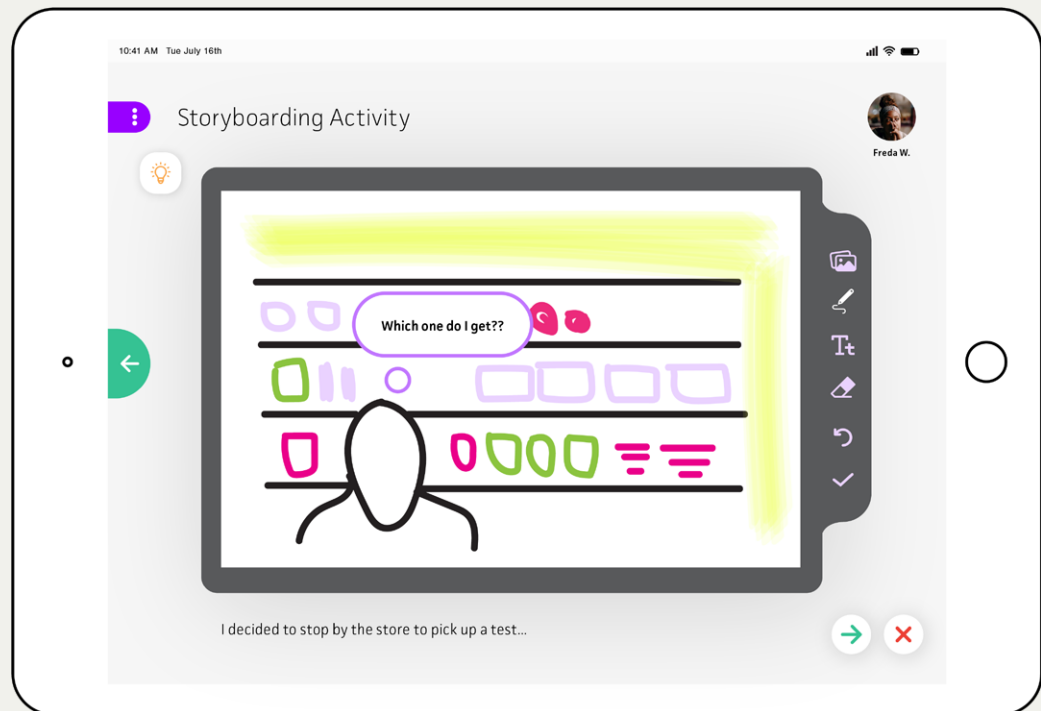 10:41 AM Tue July 16th
Storyboarding Activity
Freda W.
Which one do I get??
Tt
I decided to stop by the store to pick up a test...